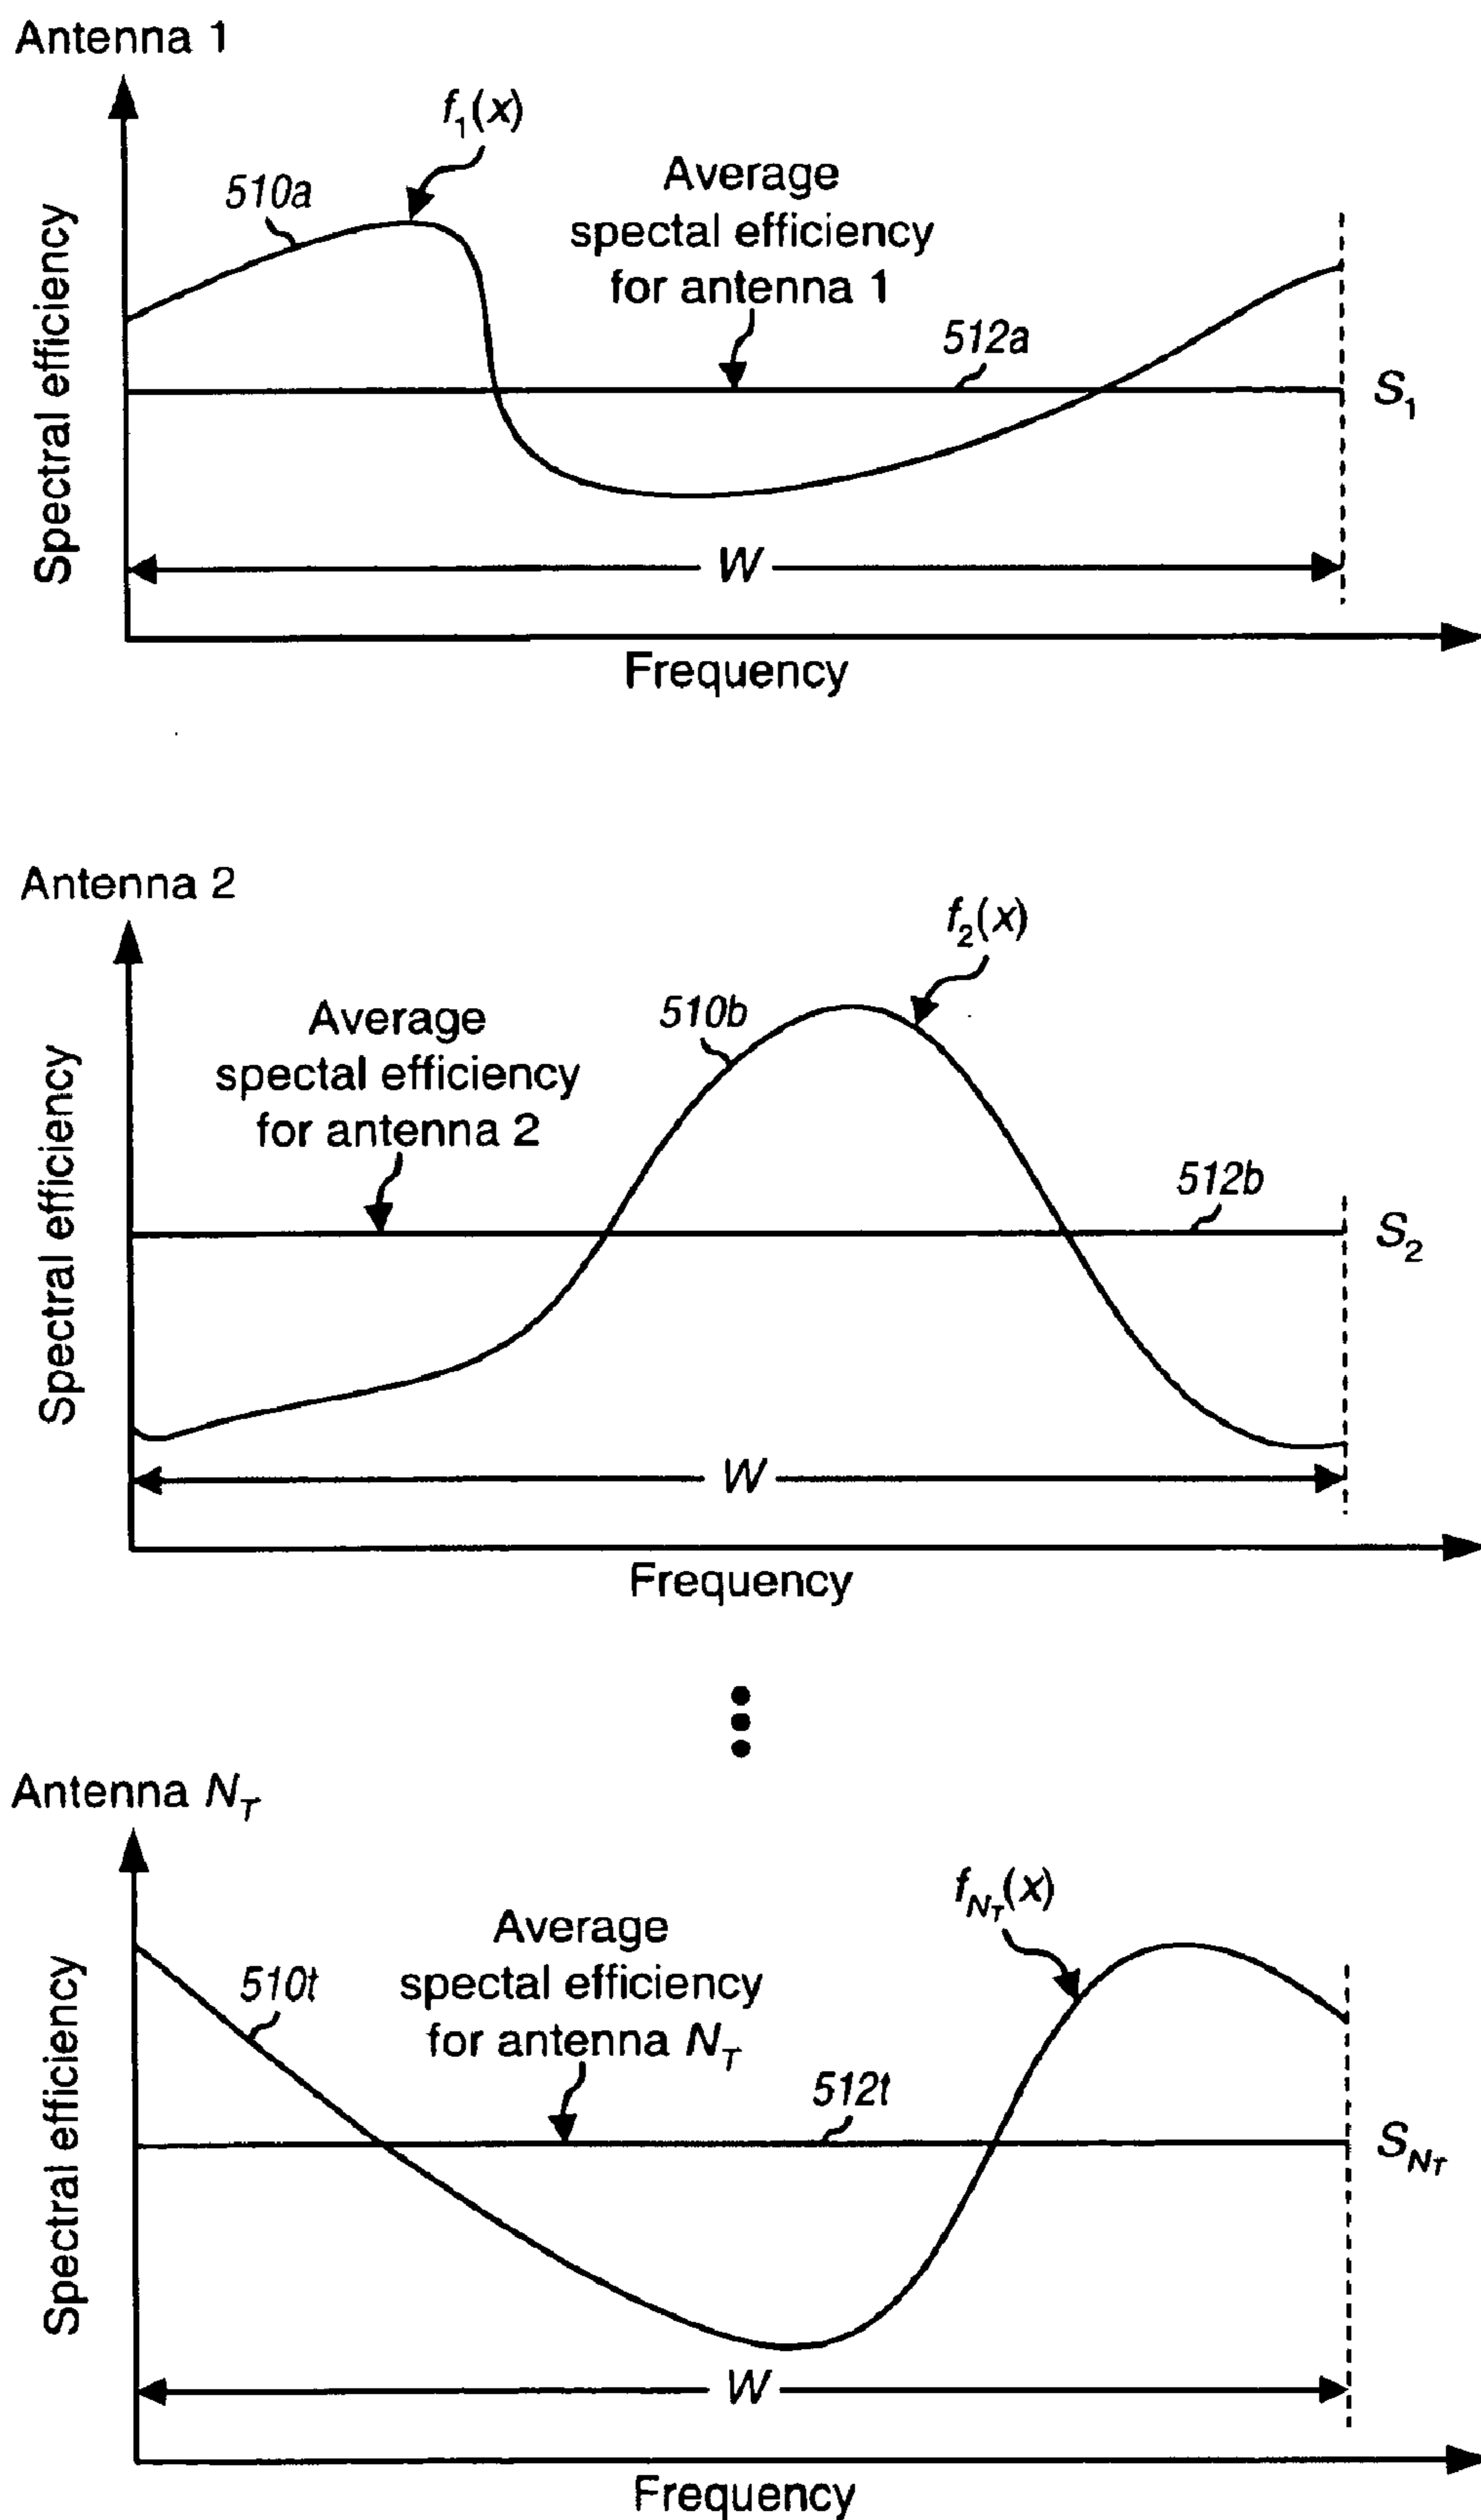 Antenna 1
f1(x)
510a
Average
spectal efficiency
for antenna 1
512a
S1
Spectral efficiency
W
Frequency
Antenna 2
f2(x)
510b
Average
spectal efficiency
for antenna 2
512b
S2
Spectral efficiency
W
Frequency
Antenna NT
fNT(x)
510t
Average
spectal efficiency
for antenna NT
512t
SNT
Spectral efficiency
W
Frequency